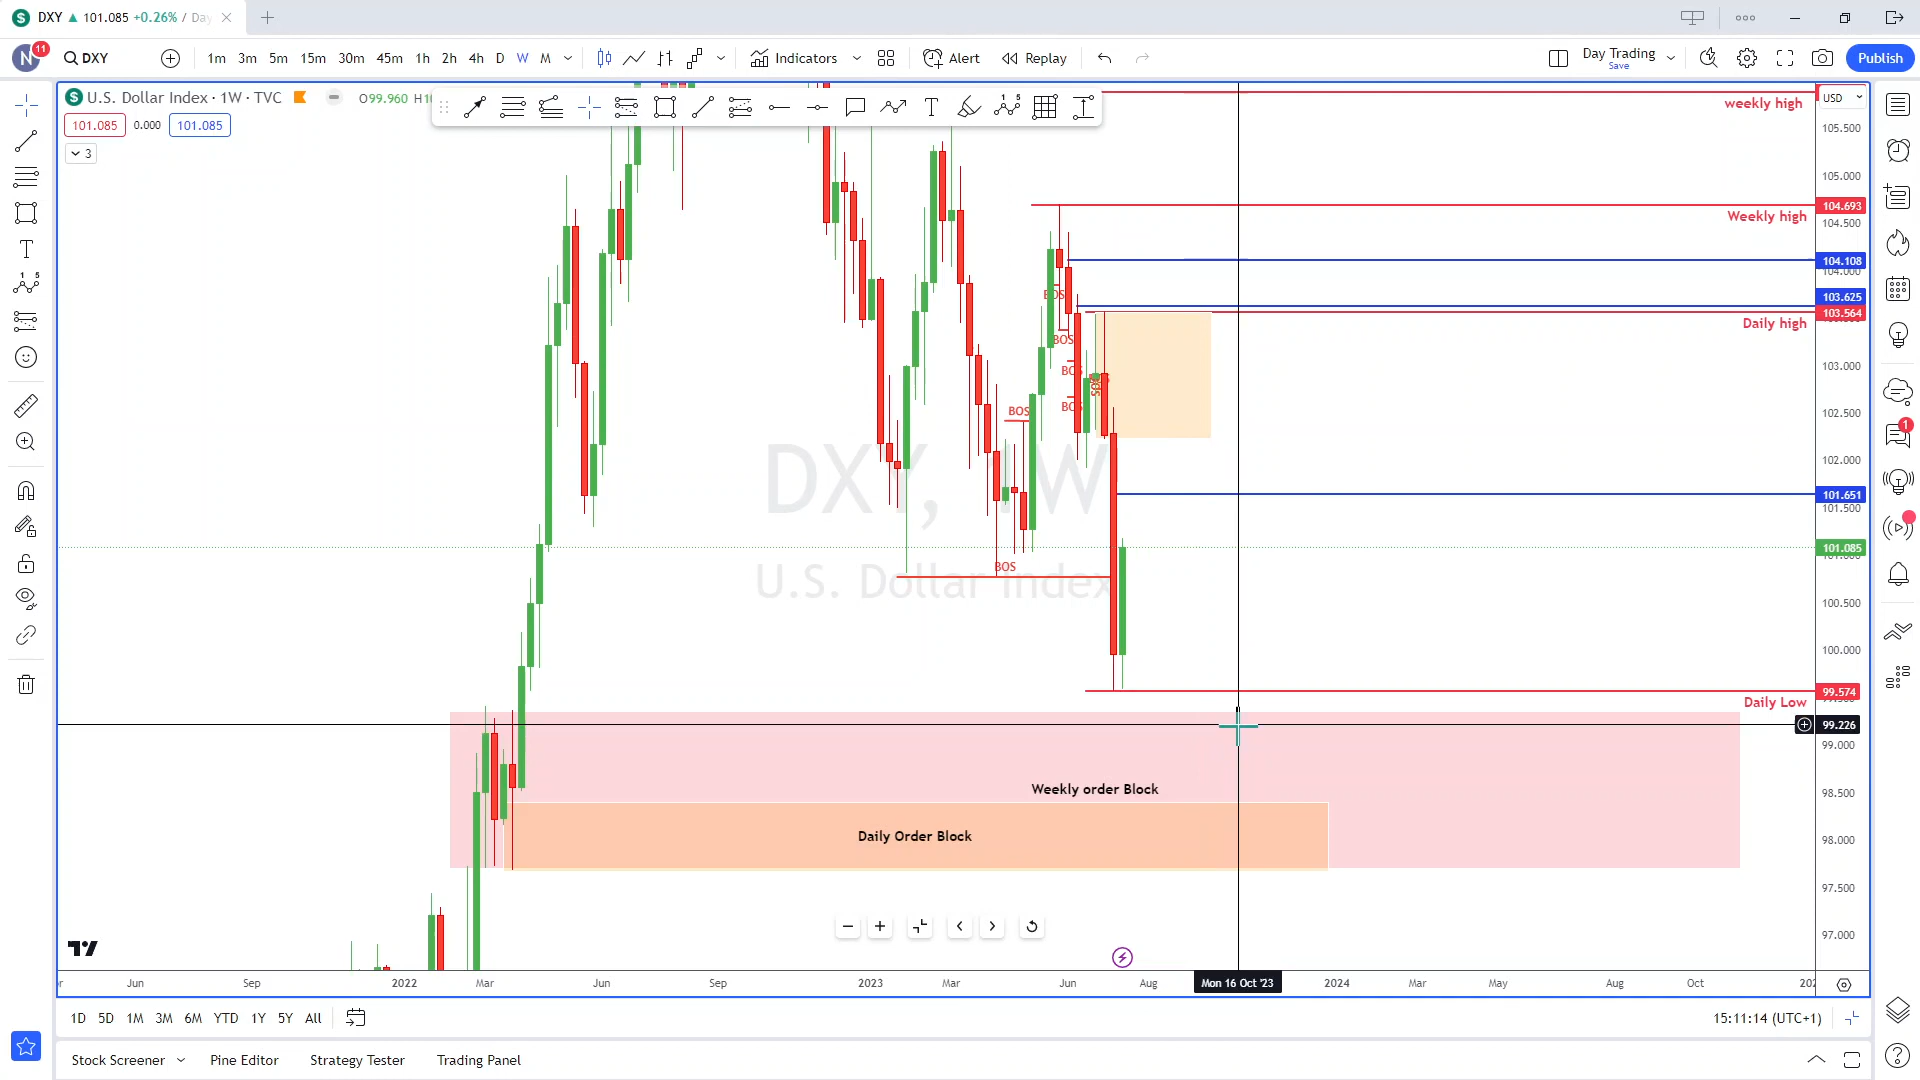 DXY ▲ 101.085 +0.26% / Day
N 11 DXY 1m 3m 5m 15m 30m 45m 1h 2h 4h D W M Indicators Alert Replay Day Trading Save Publish
U.S. Dollar Index · 1W · TVC O99.960
101.085 0.000 101.085
3
USD
weekly high
105.500
105.000
104.693
Weekly high
104.500
104.108
104.000
103.625
103.564
Daily high
BOS
BOS
BOS
BOS
BOS
103.000
102.500
102.000
101.651
101.500
101.085
BOS
DXY, 1W
U.S. Dollar Index
100.500
100.000
99.574
Daily Low
99.226
99.000
Weekly order Block
98.500
Daily Order Block
98.000
97.500
97.000
Jun Sep 2022 Mar Jun Sep 2023 Mar Jun Aug Mon 16 Oct '23 2024 Mar May Aug Oct
1D 5D 1M 3M 6M YTD 1Y 5Y All 15:11:14 (UTC+1)
Stock Screener Pine Editor Strategy Tester Trading Panel